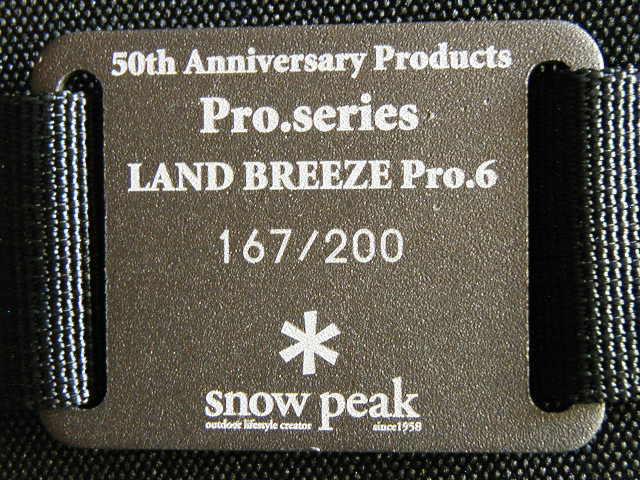 50th Anniversary Products
Pro.series
LAND BREEZE Pro.6
167/200
snow peak
outdoor lifestyle creator since1958